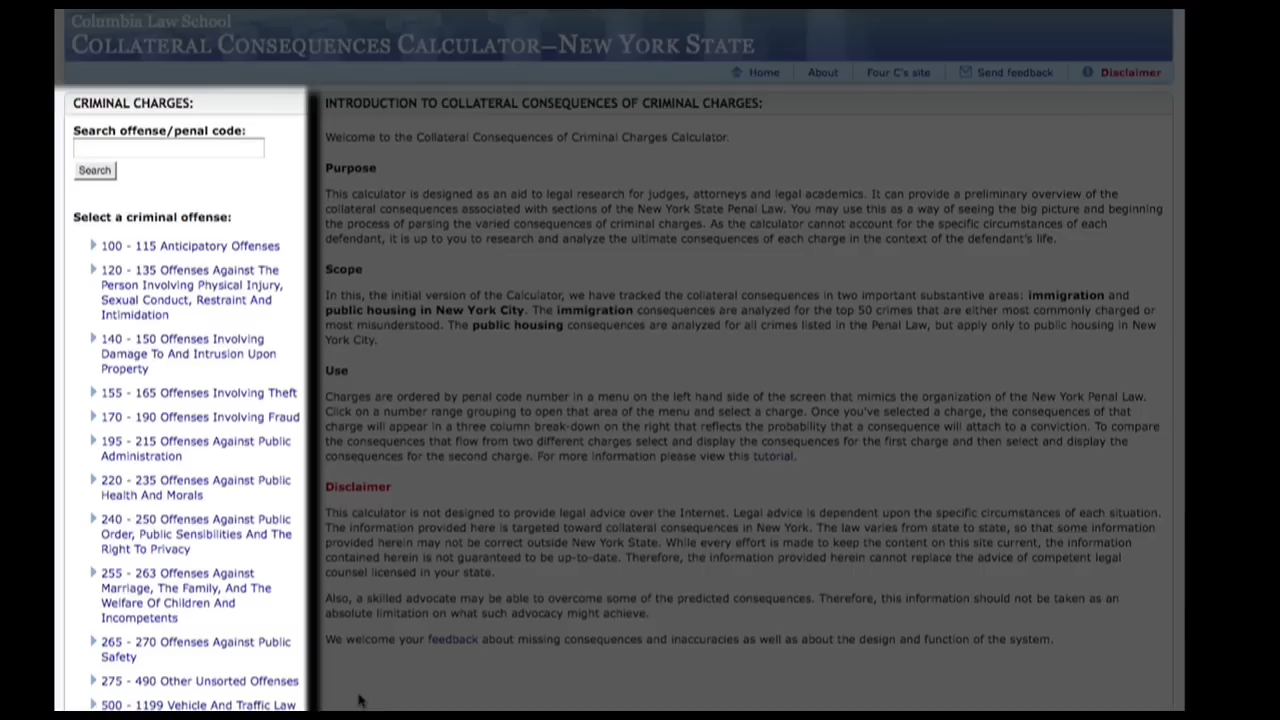 Columbia Law School
COLLATERAL CONSEQUENCES CALCULATOR—NEW YORK STATE
Home
About
Four C's site
Send feedback
Disclaimer
CRIMINAL CHARGES:
Search offense/penal code:
Search
Select a criminal offense:
100 - 115 Anticipatory Offenses
120 - 135 Offenses Against The
Person Involving Physical Injury,
Sexual Conduct, Restraint And
Intimidation
140 - 150 Offenses Involving
Damage To And Intrusion Upon
Property
155 - 165 Offenses Involving Theft
170 - 190 Offenses Involving Fraud
195 - 215 Offenses Against Public
Administration
220 - 235 Offenses Against Public
Health And Morals
240 - 250 Offenses Against Public
Order, Public Sensibilities And The
Right To Privacy
255 - 263 Offenses Against
Marriage, The Family, And The
Welfare Of Children And
Incompetents
265 - 270 Offenses Against Public
Safety
275 - 490 Other Unsorted Offenses
500 - 1199 Vehicle And Traffic Law
INTRODUCTION TO COLLATERAL CONSEQUENCES OF CRIMINAL CHARGES:
Welcome to the Collateral Consequences of Criminal Charges Calculator.
Purpose
This calculator is designed as an aid to legal research for judges, attorneys and legal academics. It can provide a preliminary overview of the
collateral consequences associated with sections of the New York State Penal Law. You may use this as a way of seeing the big picture and beginning
the process of parsing the varied consequences of criminal charges. As the calculator cannot account for the specific circumstances of each
defendant, it is up to you to research and analyze the ultimate consequences of each charge in the context of the defendant's life.
Scope
In this, the initial version of the Calculator, we have tracked the collateral consequences in two important substantive areas: immigration and
public housing in New York City. The immigration consequences are analyzed for the top 50 crimes that are either most commonly charged or
most misunderstood. The public housing consequences are analyzed for all crimes listed in the Penal Law, but apply only to public housing in New
York City.
Use
Charges are ordered by penal code number in a menu on the left hand side of the screen that mimics the organization of the New York Penal Law.
Click on a number range grouping to open that area of the menu and select a charge. Once you've selected a charge, the consequences of that
charge will appear in a three column break-down on the right that reflects the probability that a consequence will attach to a conviction. To compare
the consequences that flow from two different charges select and display the consequences for the first charge and then select and display the
consequences for the second charge. For more information please view this tutorial.
Disclaimer
This calculator is not designed to provide legal advice over the Internet. Legal advice is dependent upon the specific circumstances of each situation.
The information provided here is targeted toward collateral consequences in New York. The law varies from state to state, so that some information
provided herein may not be correct outside New York State. While every effort is made to keep the content on this site current, the information
contained herein is not guaranteed to be up-to-date. Therefore, the information provided herein cannot replace the advice of competent legal
counsel licensed in your state.
Also, a skilled advocate may be able to overcome some of the predicted consequences. Therefore, this information should not be taken as an
absolute limitation on what such advocacy might achieve.
We welcome your feedback about missing consequences and inaccuracies as well as about the design and function of the system.